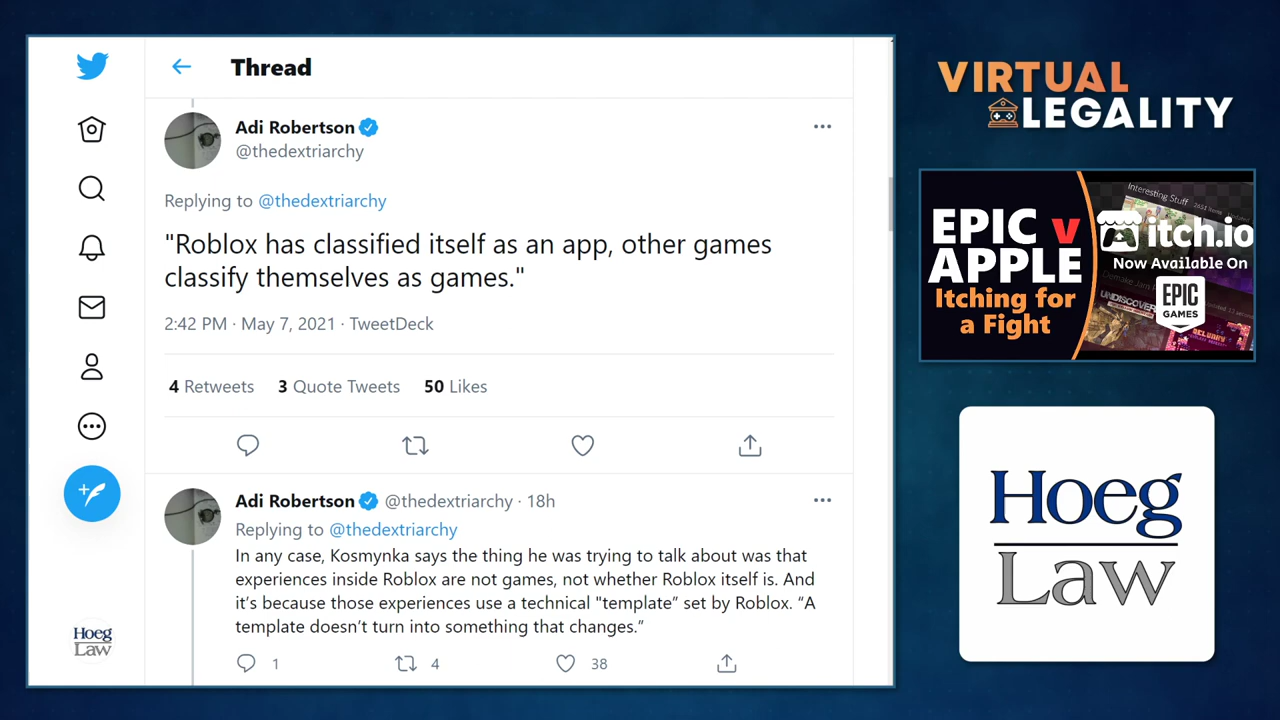 Thread
Adi Robertson
@thedextriarchy
Replying to @thedextriarchy
"Roblox has classified itself as an app, other games
classify themselves as games."
2:42 PM · May 7, 2021 · TweetDeck
4 Retweets 3 Quote Tweets 50 Likes
Adi Robertson @thedextriarchy · 18h
Replying to @thedextriarchy
In any case, Kosmynka says the thing he was trying to talk about was that
experiences inside Roblox are not games, not whether Roblox itself is. And
it's because those experiences use a technical "template” set by Roblox. “A
template doesn't turn into something that changes.”
1 4 38
Hoeg
Law
VIRTUAL
LEGALITY
EPIC v
APPLE
Itching for
a Fight
Interesting Stuff
itch.io
Now Available On
EPIC
GAMES
Hoeg
Law